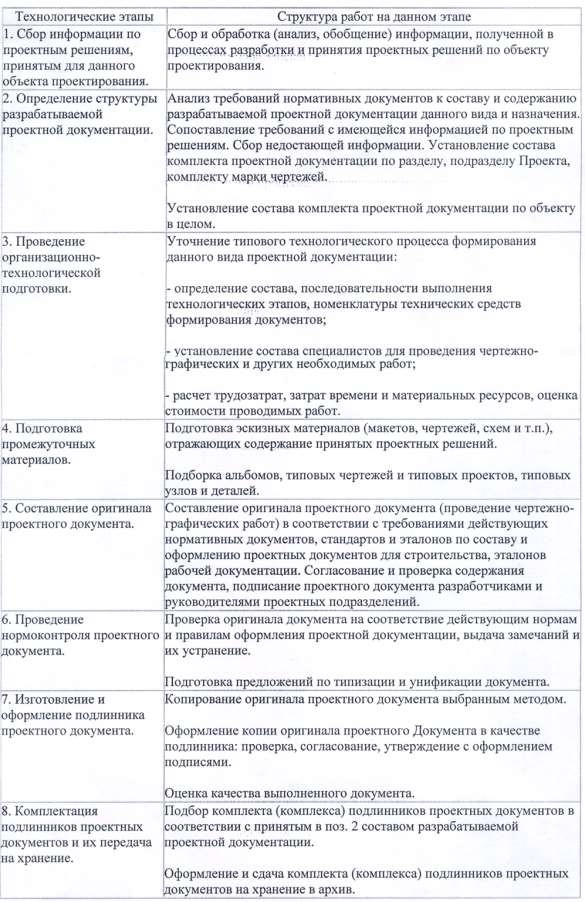 Технологические этапы
Структура работ на данном этапе
1. Сбор информации по
проектным решениям,
принятым для данного
объекта проектирования.
Сбор и обработка (анализ, обобщение) информации, полученной в
процессах разработки и принятия проектных решений по объекту
проектирования.
2. Определение структуры
разрабатываемой
проектной документации.
Анализ требований нормативных документов к составу и содержанию
разрабатываемой проектной документации данного вида и назначения.
Сопоставление требований с имеющейся информацией по проектным
решениям. Сбор недостающей информации. Установление состава
комплекта проектной документации по разделу, подразделу Проекта,
комплекту марки чертежей.
Установление состава комплекта проектной документации по объекту
в целом.
3. Проведение
организационно-
технологической
подготовки.
Уточнение типового технологического процесса формирования
данного вида проектной документации:
- определение состава, последовательности выполнения
технологических этапов, номенклатуры технических средств
формирования документов;
- установление состава специалистов для проведения чертежно-
графических и других необходимых работ;
- расчет трудозатрат, затрат времени и материальных ресурсов, оценка
стоимости проводимых работ.
4. Подготовка
промежуточных
материалов.
Подготовка эскизных материалов (макетов, чертежей, схем и т.п.),
отражающих содержание принятых проектных решений.
Подборка альбомов, типовых чертежей и типовых проектов, типовых
узлов и деталей.
5. Составление оригинала
проектного документа.
Составление оригинала проектного документа (проведение чертежно-
графических работ) в соответствии с требованиями действующих
нормативных документов, стандартов и эталонов по составу и
оформлению проектных документов для строительства, эталонов
рабочей документации. Согласование и проверка содержания
документа, подписание проектного документа разработчиками и
руководителями проектных подразделений.
6. Проведение
нормоконтроля проектного
документа.
Проверка оригинала документа на соответствие действующим нормам
и правилам оформления проектной документации, выдача замечаний и
их устранение.
Подготовка предложений по типизации и унификации документа.
7. Изготовление и
оформление подлинника
проектного документа.
Копирование оригинала проектного документа выбранным методом.
Оформление копии оригинала проектного Документа в качестве
подлинника: проверка, согласование, утверждение с оформлением
подписями.
Оценка качества выполненного документа.
8. Комплектация
подлинников проектных
документов и их передача
на хранение.
Подбор комплекта (комплекса) подлинников проектных документов в
соответствии с принятым в поз. 2 составом разрабатываемой
проектной документации.
Оформление и сдача комплекта (комплекса) подлинников проектных
документов на хранение в архив.